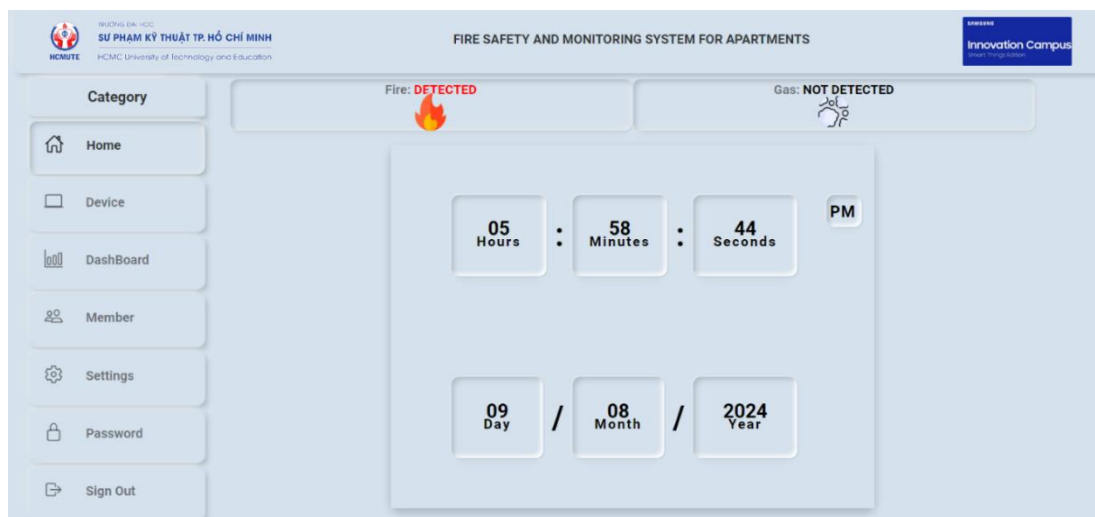 TRƯỜNG ĐẠI HỌC
SƯ PHẠM KỸ THUẬT TP. HỒ CHÍ MINH
HCMUTE
HCMC University of Technology and Education
FIRE SAFETY AND MONITORING SYSTEM FOR APARTMENTS
SAMSUNG
Innovation Campus
Smart Things Edition
Category
Fire: DETECTED
Gas: NOT DETECTED
Home
Device
DashBoard
Member
Settings
Password
Sign Out
05 : 58 : 44 PM
Hours Minutes Seconds
09 / 08 / 2024
Day Month Year